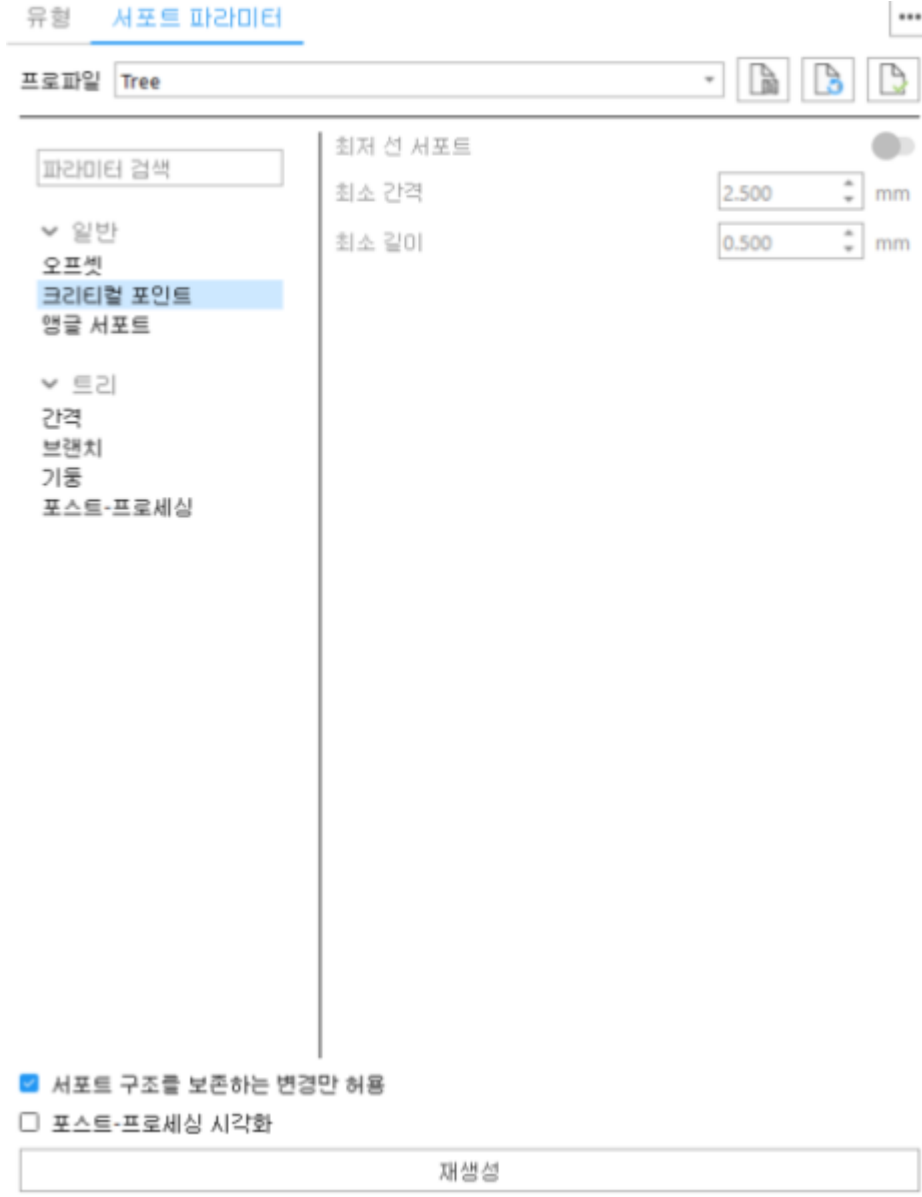 유형 서포트 파라미터
프로파일 Tree
파라미터 검색
일반
오프셋
크리티컬 포인트
앵글 서포트
트리
간격
브랜치
기둥
포스트-프로세싱
최저 선 서포트
최소 간격 2.500 mm
최소 길이 0.500 mm
서포트 구조를 보존하는 변경만 허용
포스트-프로세싱 시각화
재생성